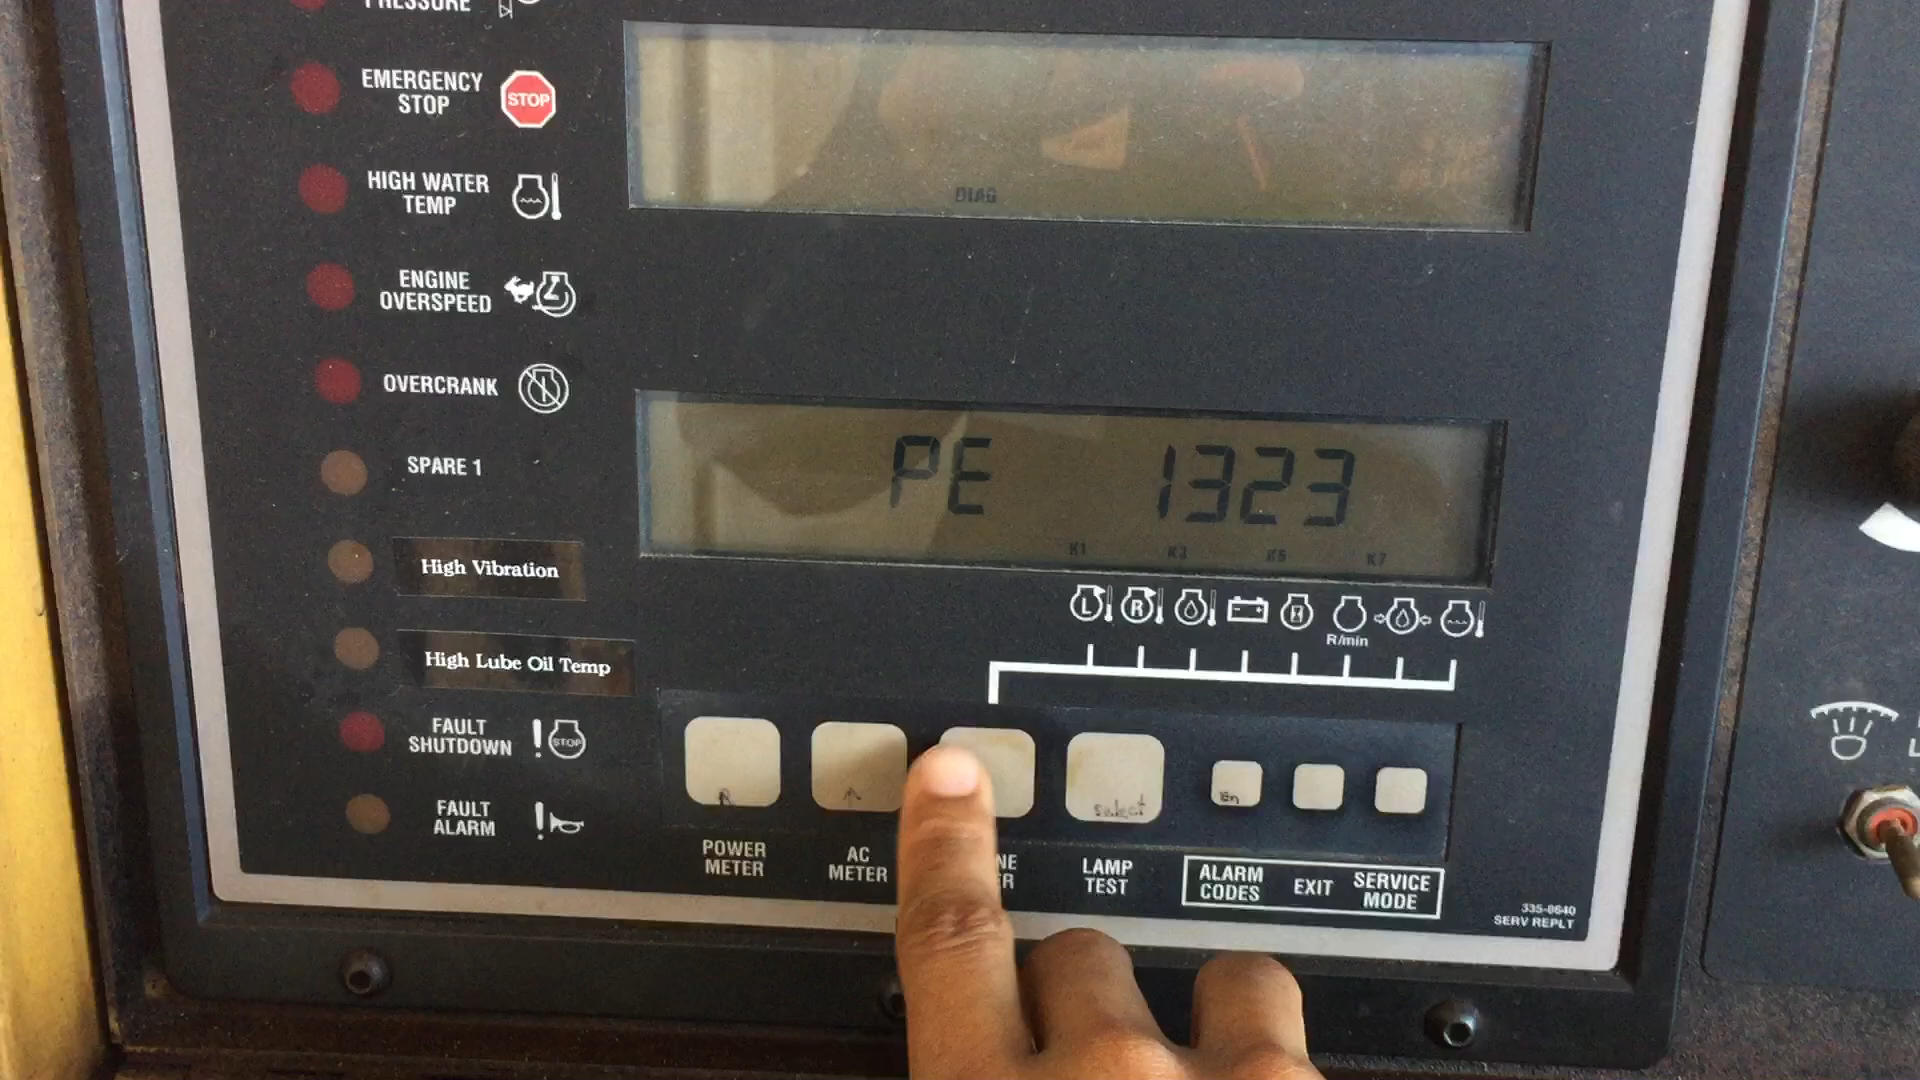 PRESSURE
EMERGENCY
STOP
STOP
HIGH WATER
TEMP
DIAG
ENGINE
OVERSPEED
OVERCRANK
PE 1323
SPARE 1
K1 K3 K5 K7
High Vibration
L R
R/min
High Lube Oil Temp
FAULT
SHUTDOWN
STOP
FAULT
ALARM
select
POWER
METER
AC
METER
LAMP
TEST
ALARM
CODES
EXIT
SERVICE
MODE
335-8640
SERV REPLT